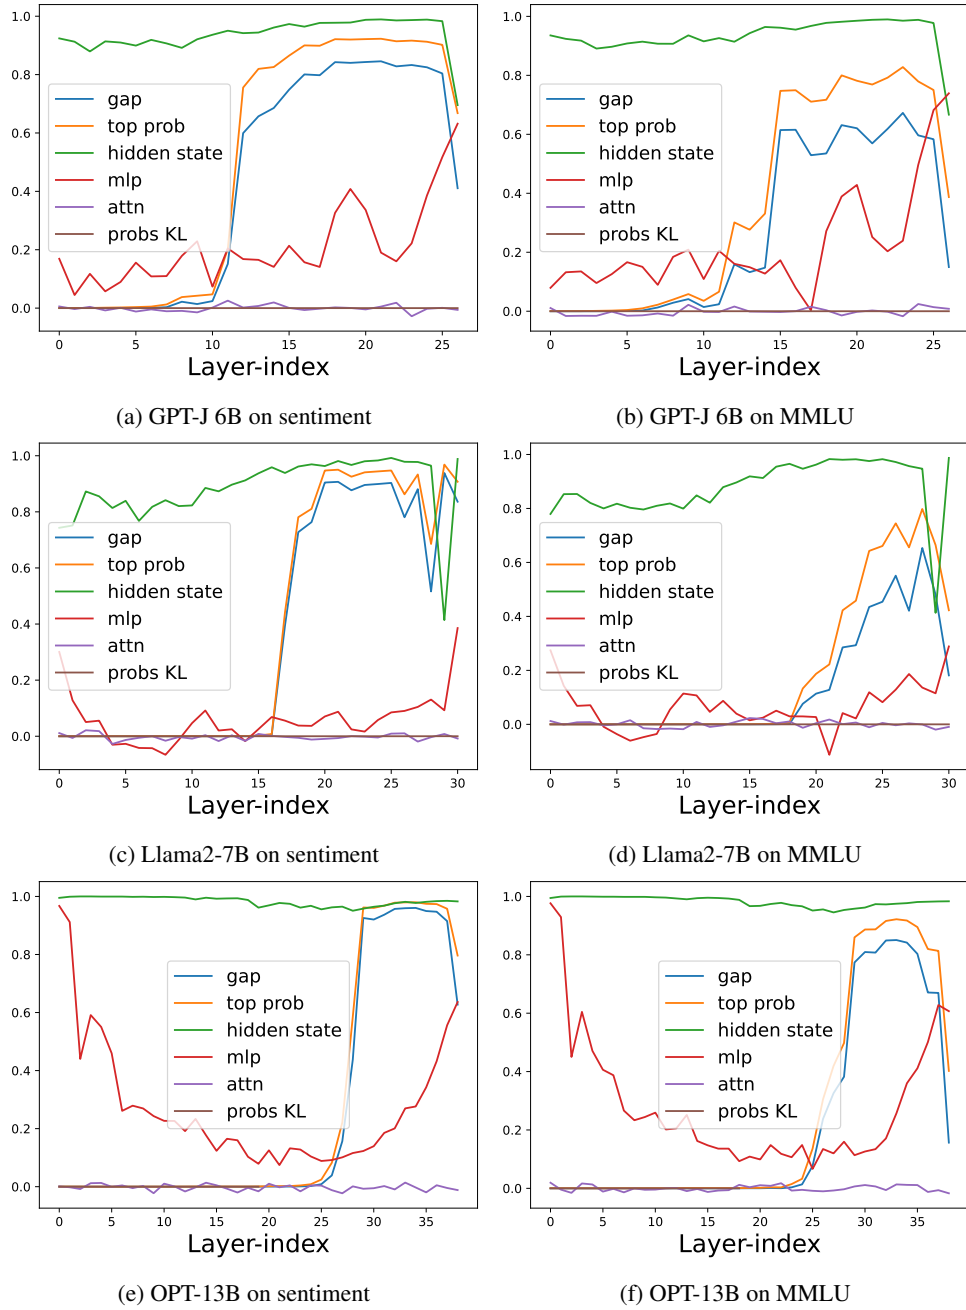 1.0
0.8
0.6
0.4
0.2
0.0
gap
top prob
hidden state
mlp
attn
probs KL
0 5 10 15 20 25
Layer-index
(a) GPT-J 6B on sentiment
1.0
0.8
0.6
0.4
0.2
0.0
gap
top prob
hidden state
mlp
attn
probs KL
0 5 10 15 20 25
Layer-index
(b) GPT-J 6B on MMLU
1.0
0.8
0.6
0.4
0.2
0.0
gap
top prob
hidden state
mlp
attn
probs KL
0 5 10 15 20 25 30
Layer-index
(c) Llama2-7B on sentiment
1.0
0.8
0.6
0.4
0.2
0.0
gap
top prob
hidden state
mlp
attn
probs KL
0 5 10 15 20 25 30
Layer-index
(d) Llama2-7B on MMLU
1.0
0.8
0.6
0.4
0.2
0.0
gap
top prob
hidden state
mlp
attn
probs KL
0 5 10 15 20 25 30 35
Layer-index
(e) OPT-13B on sentiment
1.0
0.8
0.6
0.4
0.2
0.0
gap
top prob
hidden state
mlp
attn
probs KL
0 5 10 15 20 25 30 35
Layer-index
(f) OPT-13B on MMLU